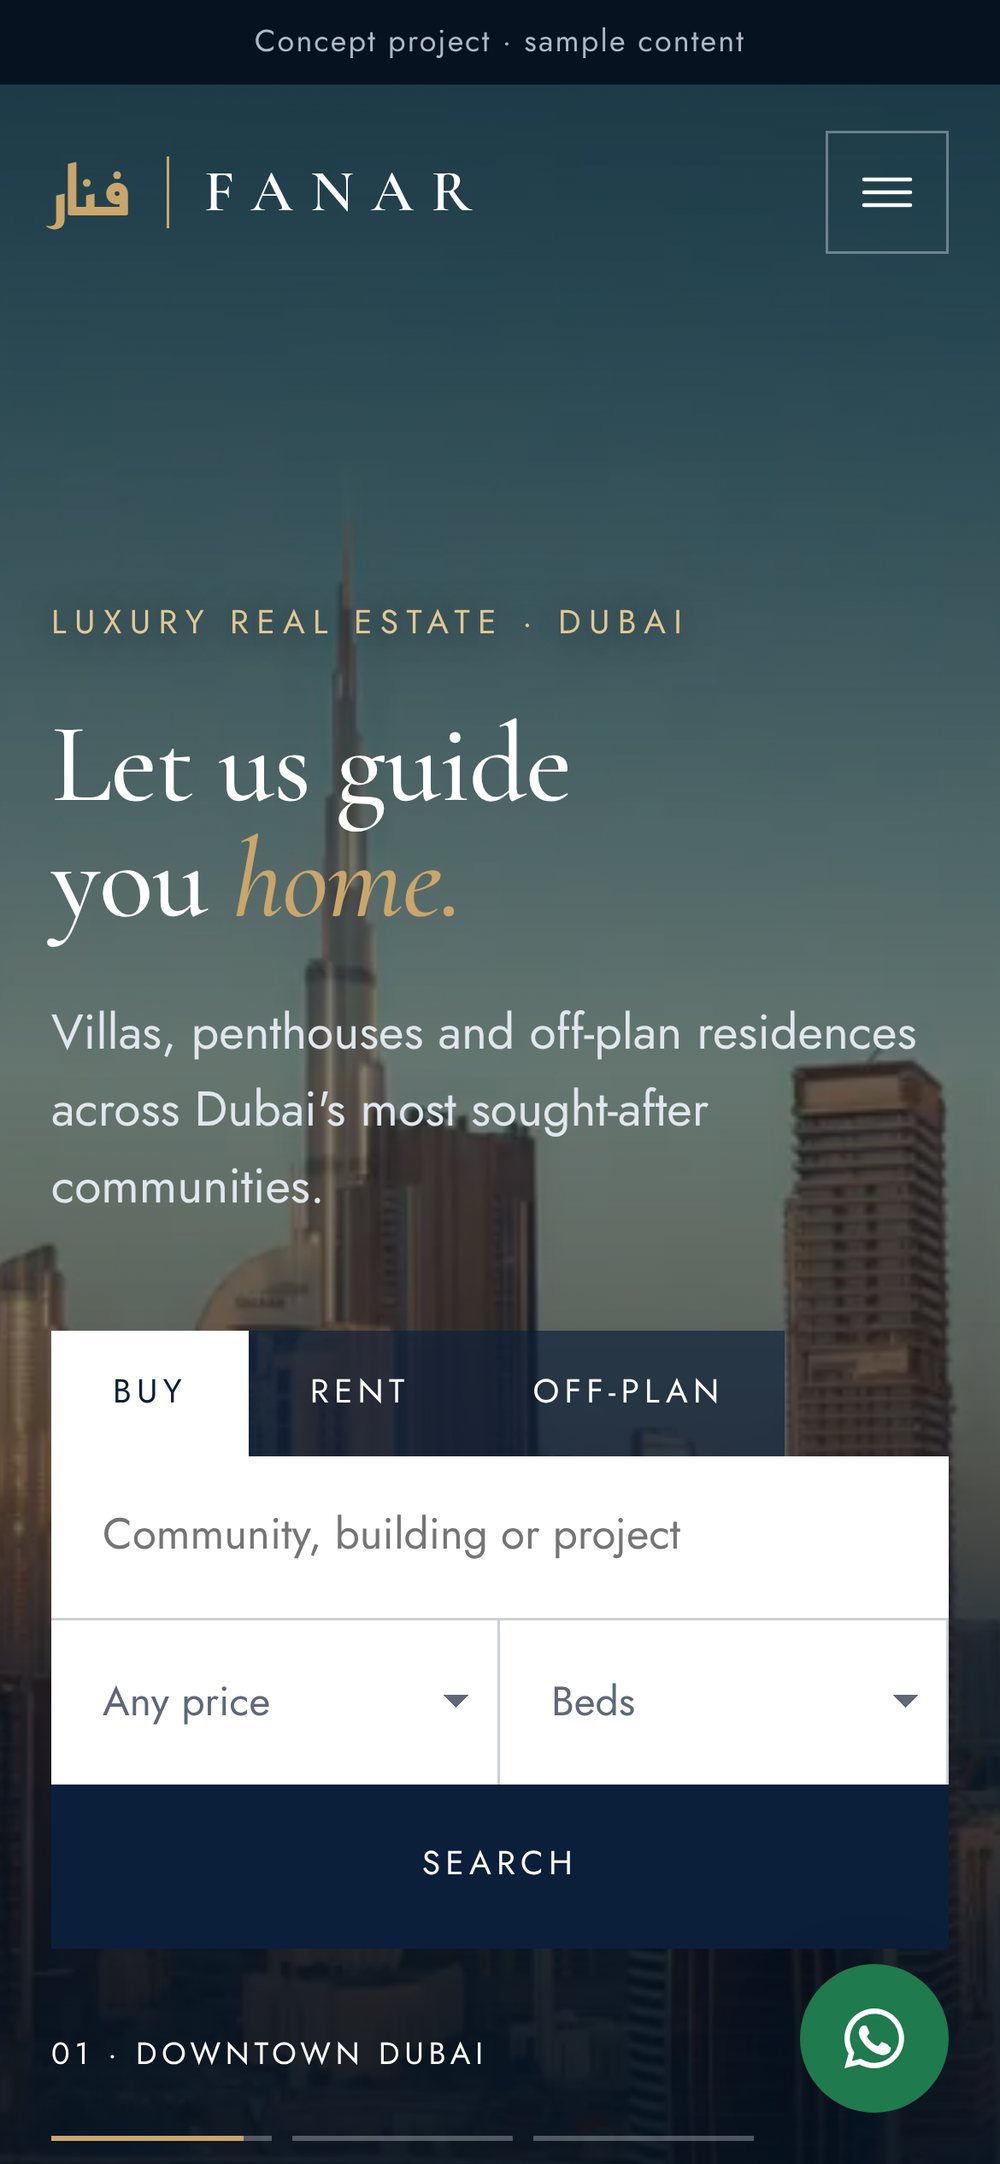 Concept project · sample content
فنار | FANAR
LUXURY REAL ESTATE · DUBAI
Let us guide
you home.
Villas, penthouses and off-plan residences
across Dubai's most sought-after
communities.
BUY RENT OFF-PLAN
Community, building or project
Any price Beds
SEARCH
01 · DOWNTOWN DUBAI